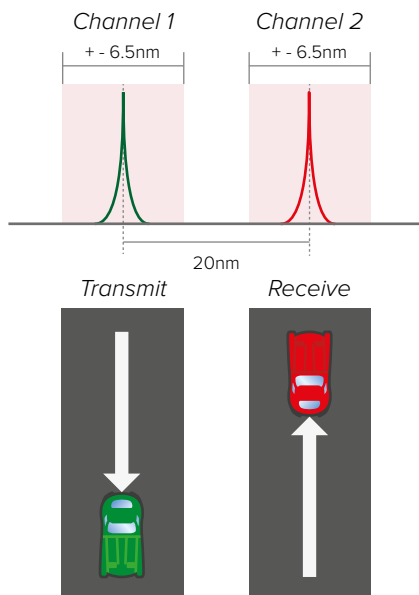 Channel 1
Channel 2
+ - 6.5nm
+ - 6.5nm
20nm
Transmit
Receive